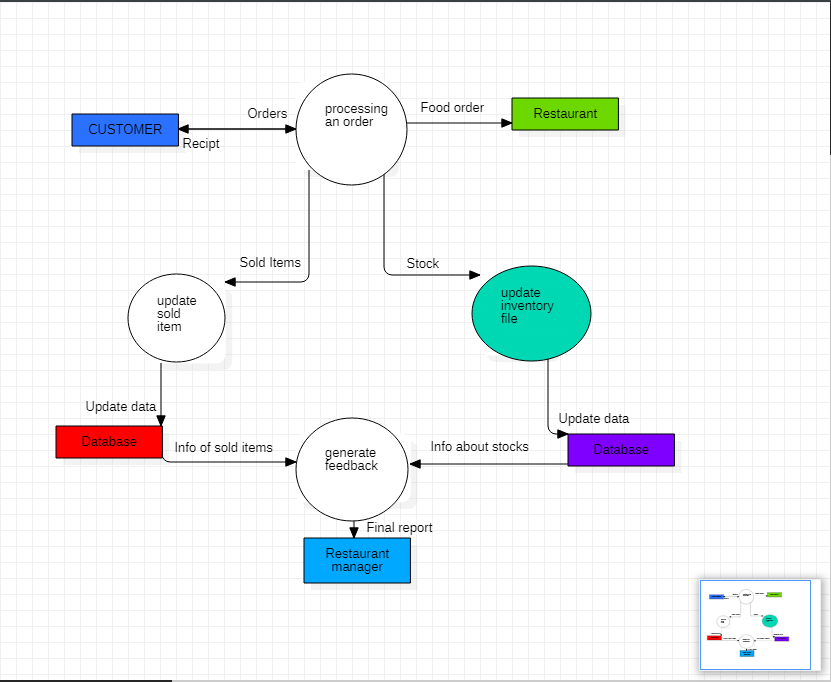 processing
an order
Orders
Food order
Restaurant
CUSTOMER
Recipt
Sold Items
Stock
update
sold
item
update
inventory
file
Update data
Update data
Database
Info of sold items
generate
feedback
Info about stocks
Database
Final report
Restaurant
manager